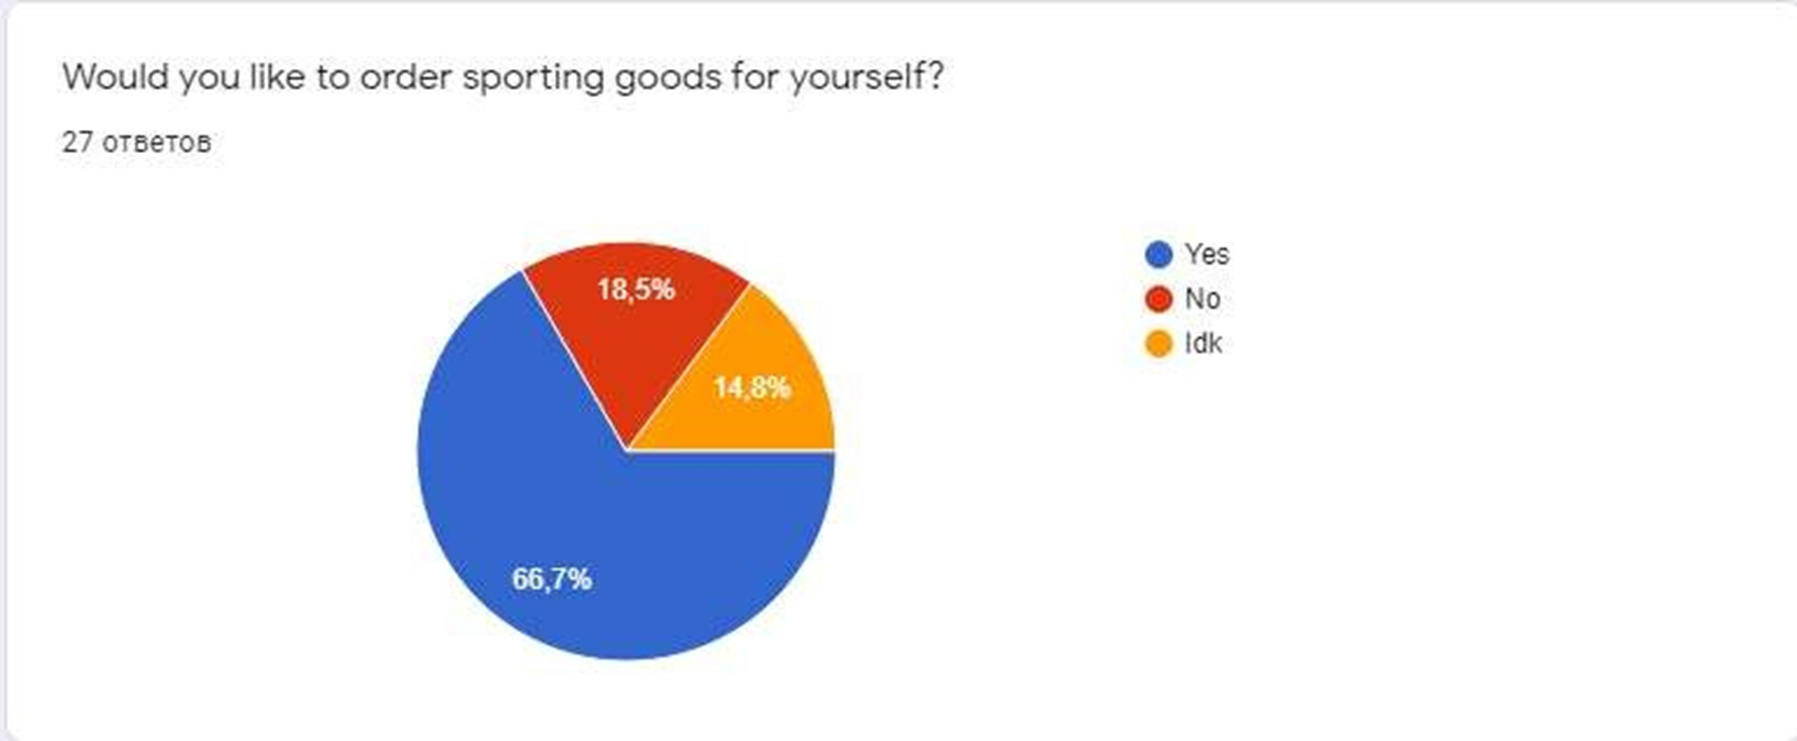 Would you like to order sporting goods for yourself?
27 ответов
18,5%
14,8%
66,7%
Yes
No
Idk